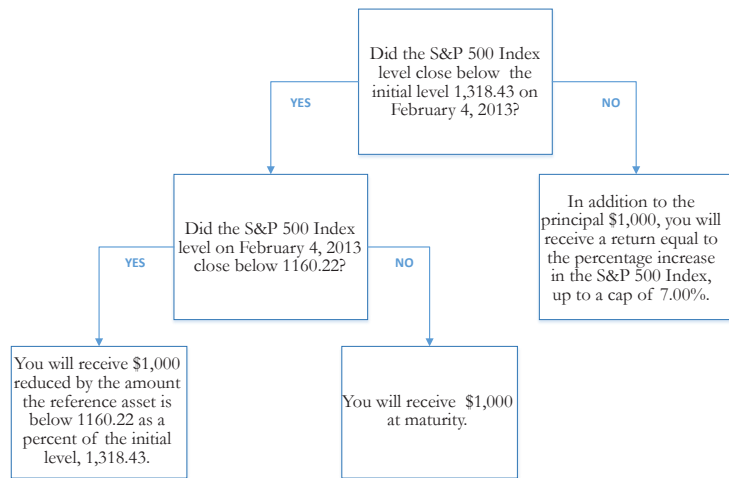 Did the S&P 500 Index
level close below the
initial level 1,318.43 on
February 4, 2013?
YES
NO
Did the S&P 500 Index
level on February 4, 2013
close below 1160.22?
In addition to the
principal $1,000, you will
receive a return equal to
the percentage increase
in the S&P 500 Index,
up to a cap of 7.00%.
YES
NO
You will receive $1,000
reduced by the amount
the reference asset is
below 1160.22 as a
percent of the initial
level, 1,318.43.
You will receive $1,000
at maturity.